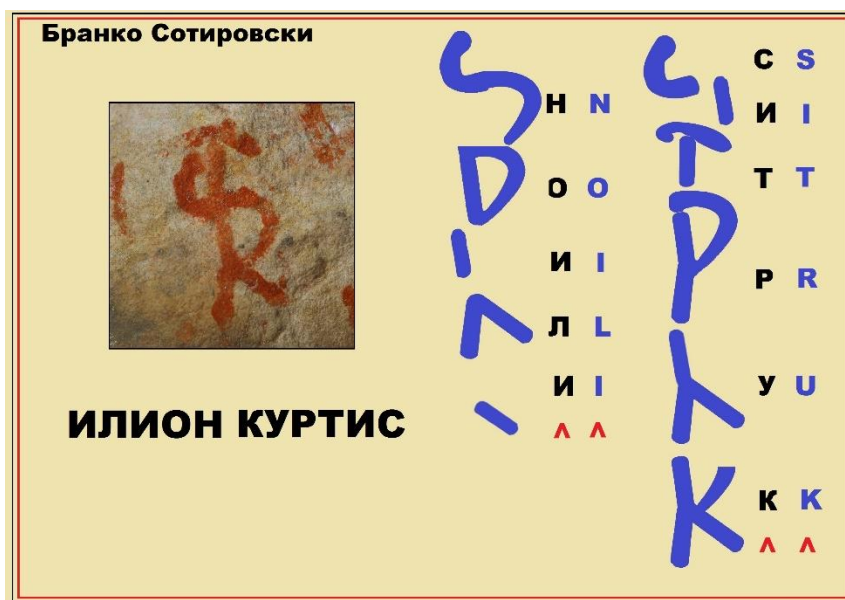 Бранко Сотировски
ИЛИОН КУРТИС
Н N
О O
И I
Л L
И I
^ ^
С S
И I
Т T
Р R
У U
К K
^ ^